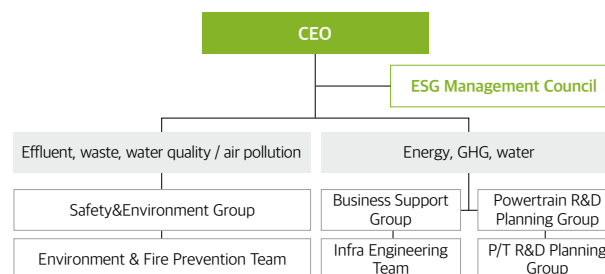 CEO
ESG Management Council
Effluent, waste, water quality / air pollution
Energy, GHG, water
Safety&Environment Group
Business Support
Group
Powertrain R&D
Planning Group
Environment & Fire Prevention Team
Infra Engineering
Team
P/T R&D Planning
Group